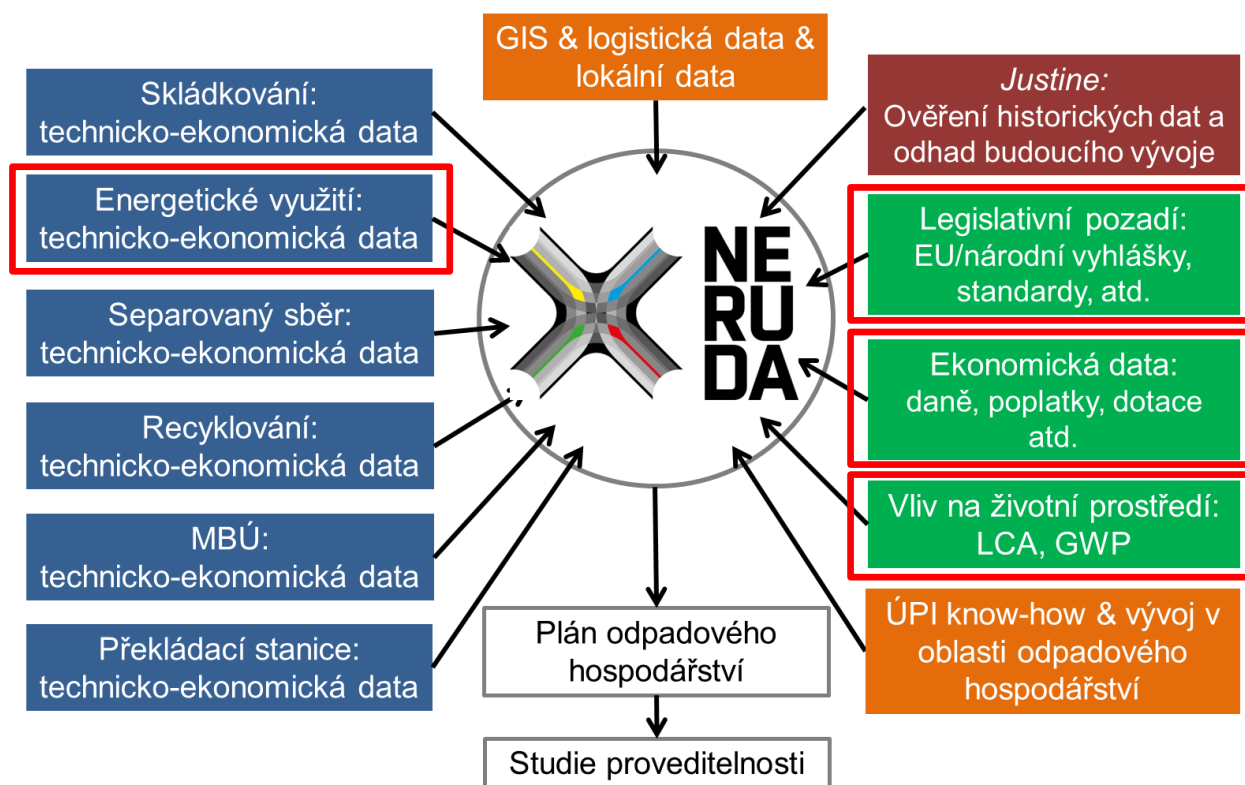 GIS & logistická data &
lokální data
Skládkování:
technicko-ekonomická data
Energetické využití:
technicko-ekonomická data
Separovaný sběr:
technicko-ekonomická data
Recyklování:
technicko-ekonomická data
MBÚ:
technicko-ekonomická data
Překládací stanice:
technicko-ekonomická data
NE
RU
DA
Justine:
Ověření historických dat a
odhad budoucího vývoje
Legislativní pozadí:
EU/národní vyhlášky,
standardy, atd.
Ekonomická data:
daně, poplatky, dotace
atd.
Vliv na životní prostředí:
LCA, GWP
ÚPI know-how & vývoj v
oblasti odpadového
hospodářství
Plán odpadového
hospodářství
Studie proveditelnosti